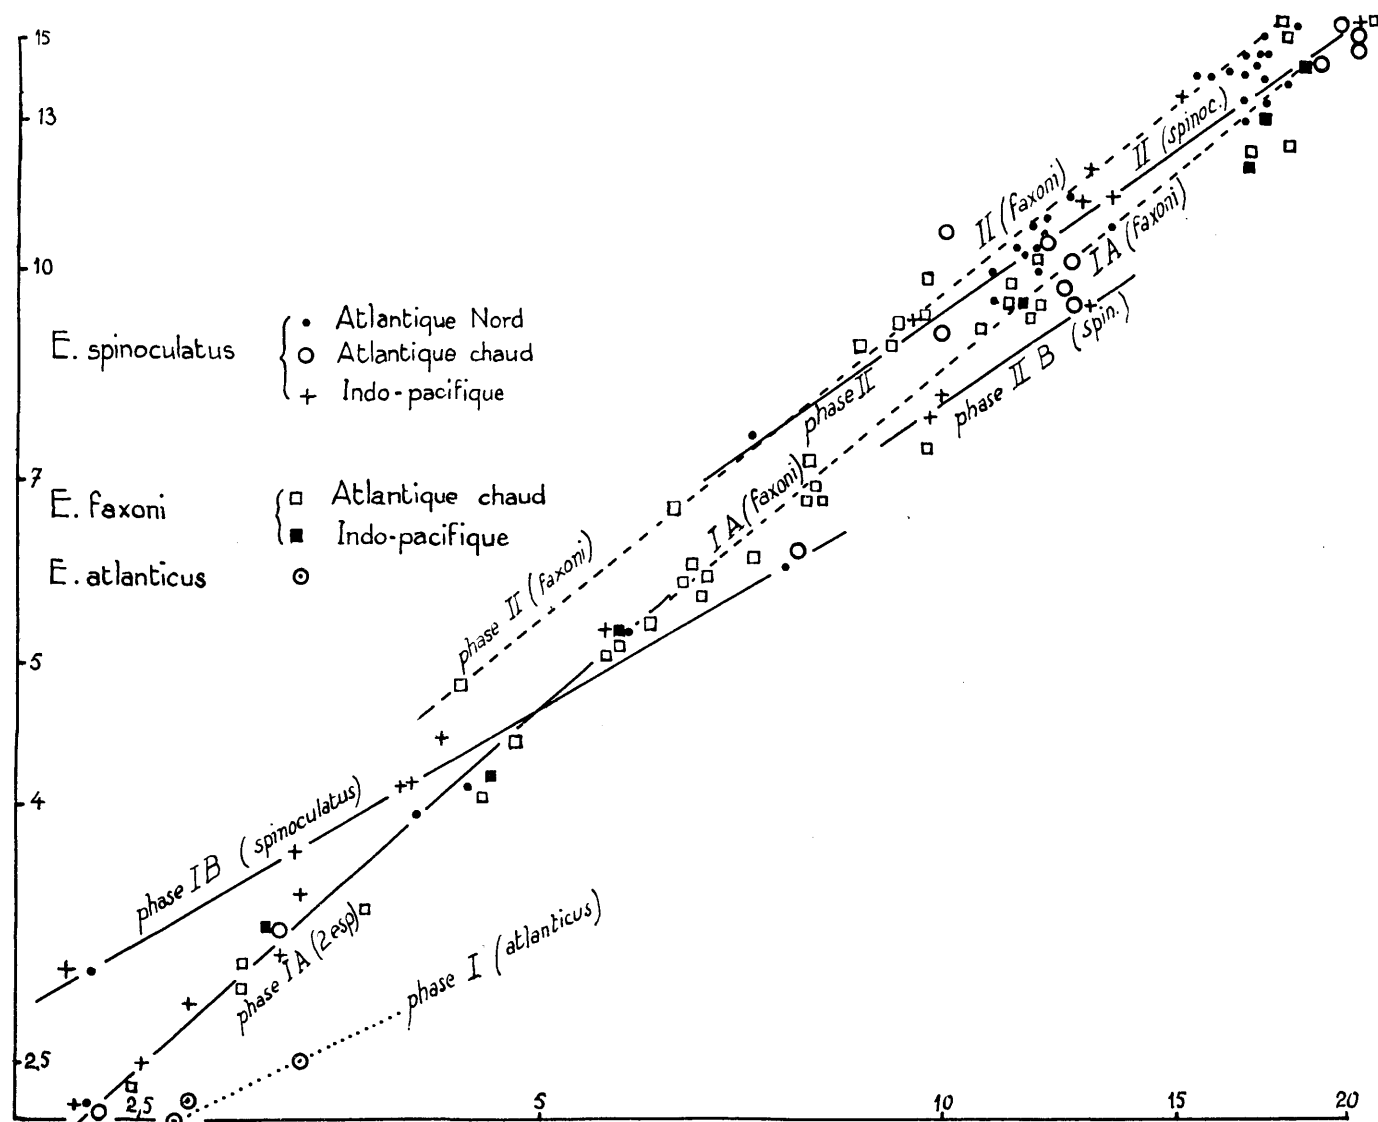 15
13
10
7
5
4
2,5
E. spinoculatus
Atlantique Nord
Atlantique chaud
Indo-pacifique
E. faxoni
Atlantique chaud
Indo-pacifique
E. atlanticus
II (faxoni)
II (spinoc.)
IA (faxoni)
phase II B (spin.)
phase II
IA (faxoni)
phase II (faxoni)
phase IB (spinoculatus)
phase IA (2 esp)
phase I (atlanticus)
2,5
5
10
15
20